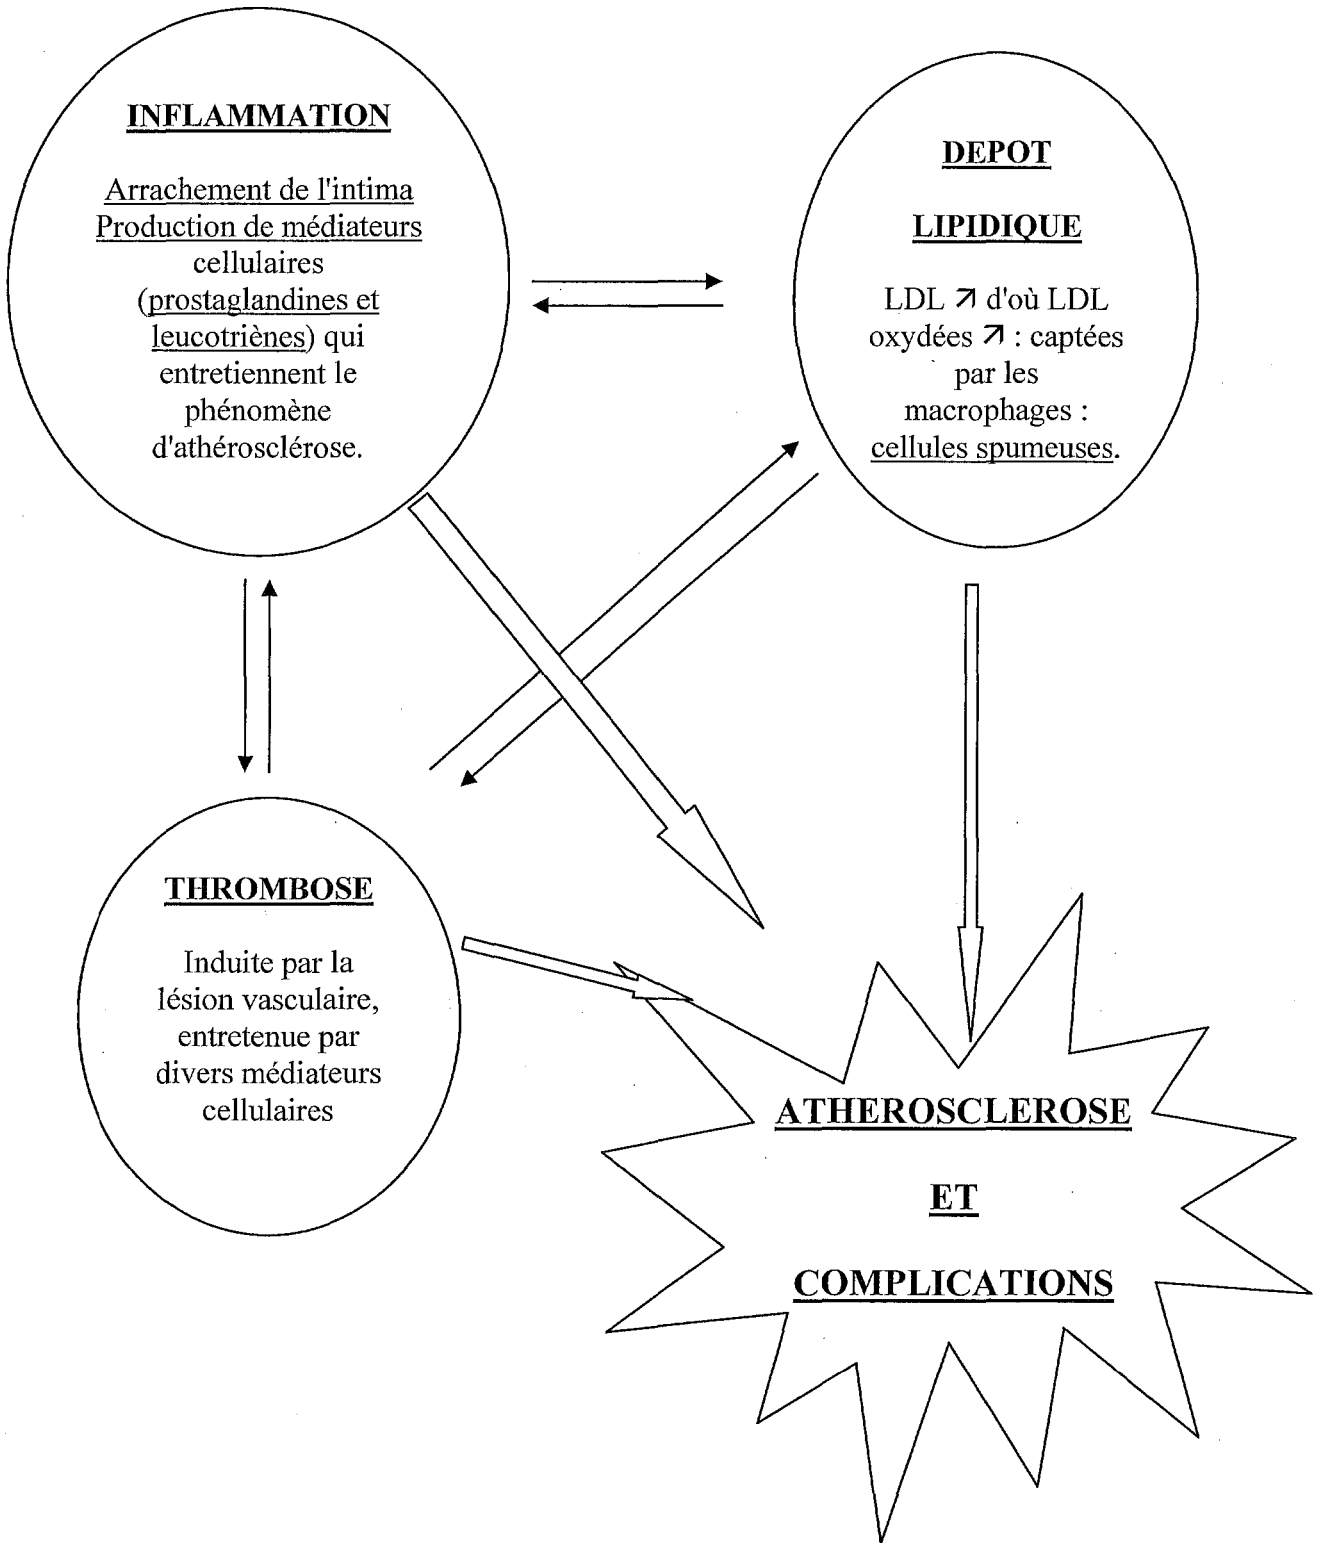 INFLAMMATION
Arrachement de l'intima
Production de médiateurs
cellulaires
(prostaglandines et
leucotriènes) qui
entretiennent le
phénomène
d'athérosclérose.
DEPOT
LIPIDIQUE
LDL ↗ d'où LDL
oxydées ↗ : captées
par les
macrophages :
cellules spumeuses.
THROMBOSE
Induite par la
lésion vasculaire,
entretenue par
divers médiateurs
cellulaires
ATHEROSCLEROSE
ET
COMPLICATIONS